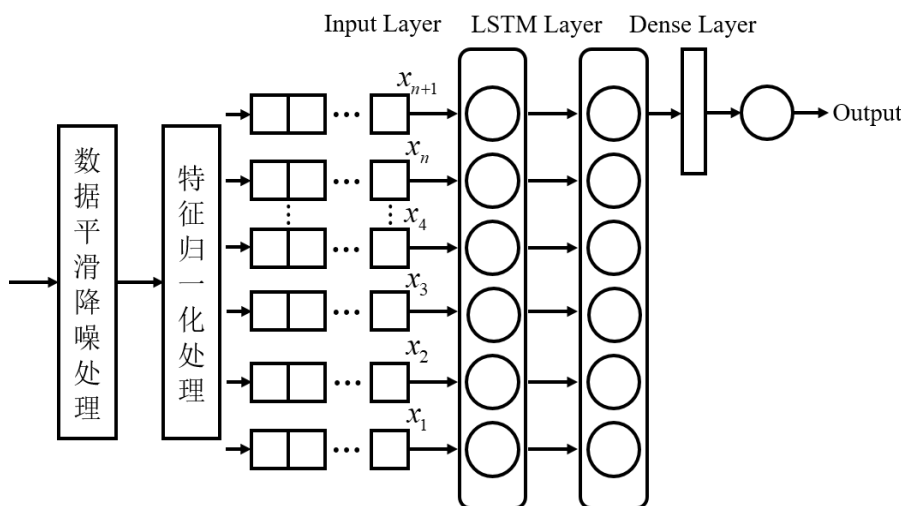 Input Layer
LSTM Layer
Dense Layer
数据平滑降噪处理
特征归一化处理
x_{n+1}
x_n
x_4
x_3
x_2
x_1
Output